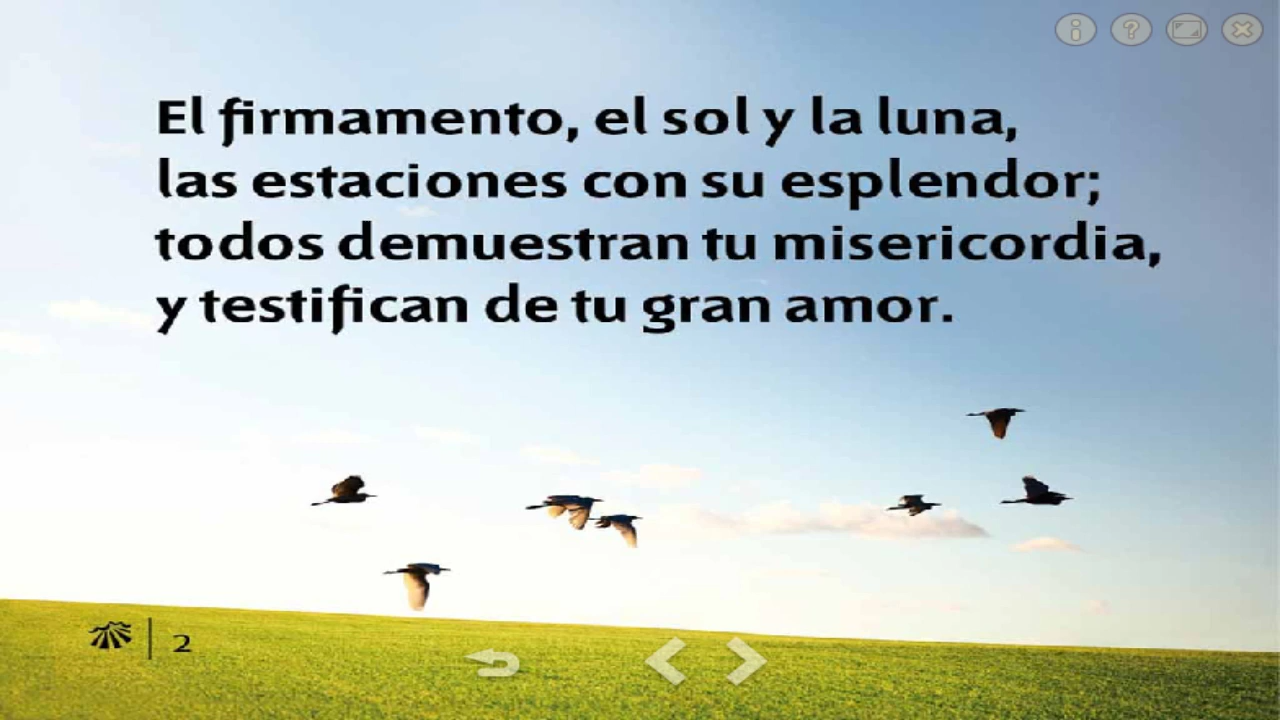 El firmamento, el sol y la luna,
las estaciones con su esplendor;
todos demuestran tu misericordia,
y testifican de tu gran amor.
2